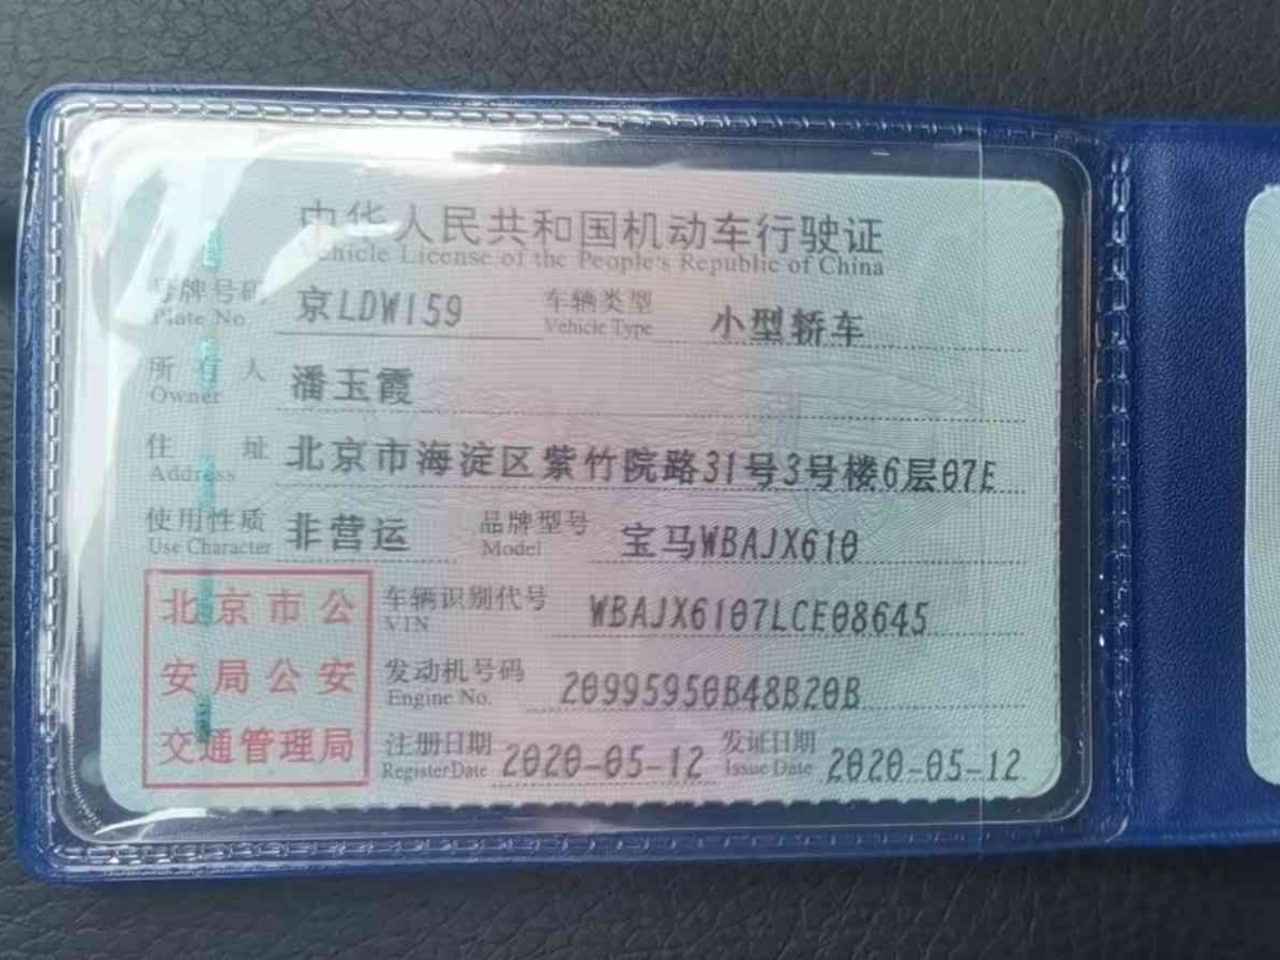 中华人民共和国机动车行驶证
Vehicle License of the People's Republic of China
号牌号码 京LDW159 车辆类型 小型轿车
Plate No. Vehicle Type
所有人 潘玉霞
Owner
住址 北京市海淀区紫竹院路31号3号楼6层07E
Address
使用性质 非营运 品牌型号 宝马WBAJX610
Use Character Model
北京市公
安局公安
交通管理局
车辆识别代号 WBAJX6107LCE08645
VIN
发动机号码 20995950B48B20B
Engine No.
注册日期 2020-05-12 发证日期 2020-05-12
Register Date Issue Date